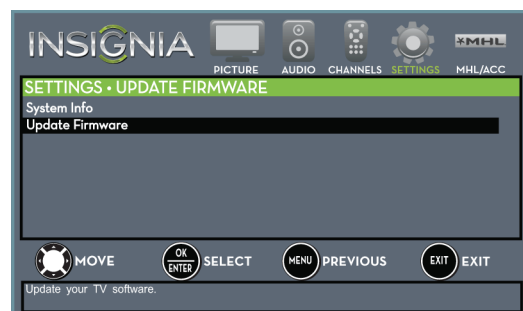 INSIGNIA
PICTURE AUDIO CHANNELS SETTINGS MHL/ACC
MHL
SETTINGS • UPDATE FIRMWARE
System Info
Update Firmware
MOVE OK ENTER SELECT MENU PREVIOUS EXIT EXIT
Update your TV software.